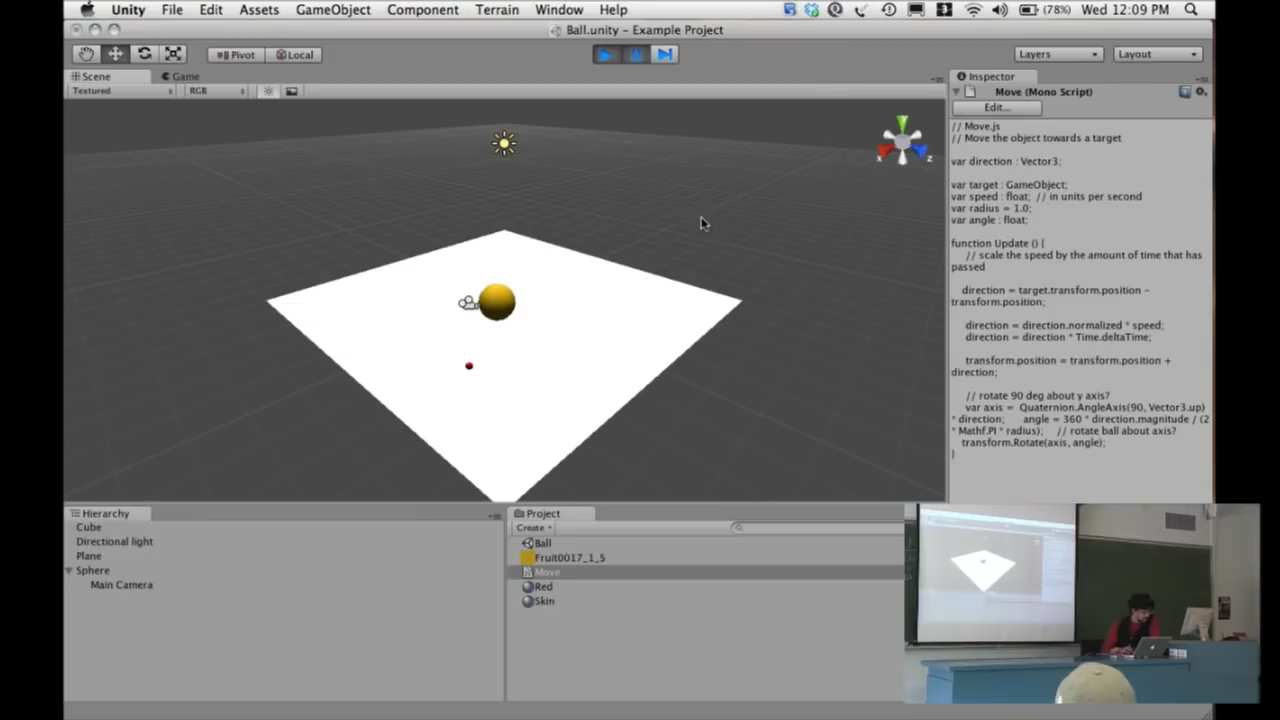 Unity File Edit Assets GameObject Component Terrain Window Help (78%) Wed 12:09 PM
Ball.unity - Example Project
Pivot Local Layers Layout
Scene Game
Textured RGB
x z
Inspector
Move (Mono Script)
Edit...
// Move.js
// Move the object towards a target
var direction : Vector3;
var target : GameObject;
var speed : float; // in units per second
var radius = 1.0;
var angle : float;
function Update () {
// scale the speed by the amount of time that has
passed
direction = target.transform.position -
transform.position;
direction = direction.normalized * speed;
direction = direction * Time.deltaTime;
transform.position = transform.position +
direction;
// rotate 90 deg about y axis?
var axis = Quaternion.AngleAxis(90, Vector3.up)
* direction; angle = 360 * direction.magnitude / (2
* Mathf.PI * radius); // rotate ball about axis?
transform.Rotate(axis, angle);
}
Hierarchy
Cube
Directional light
Plane
Sphere
Main Camera
Project
Create
Ball
Fruit0017_1_S
Move
Red
Skin